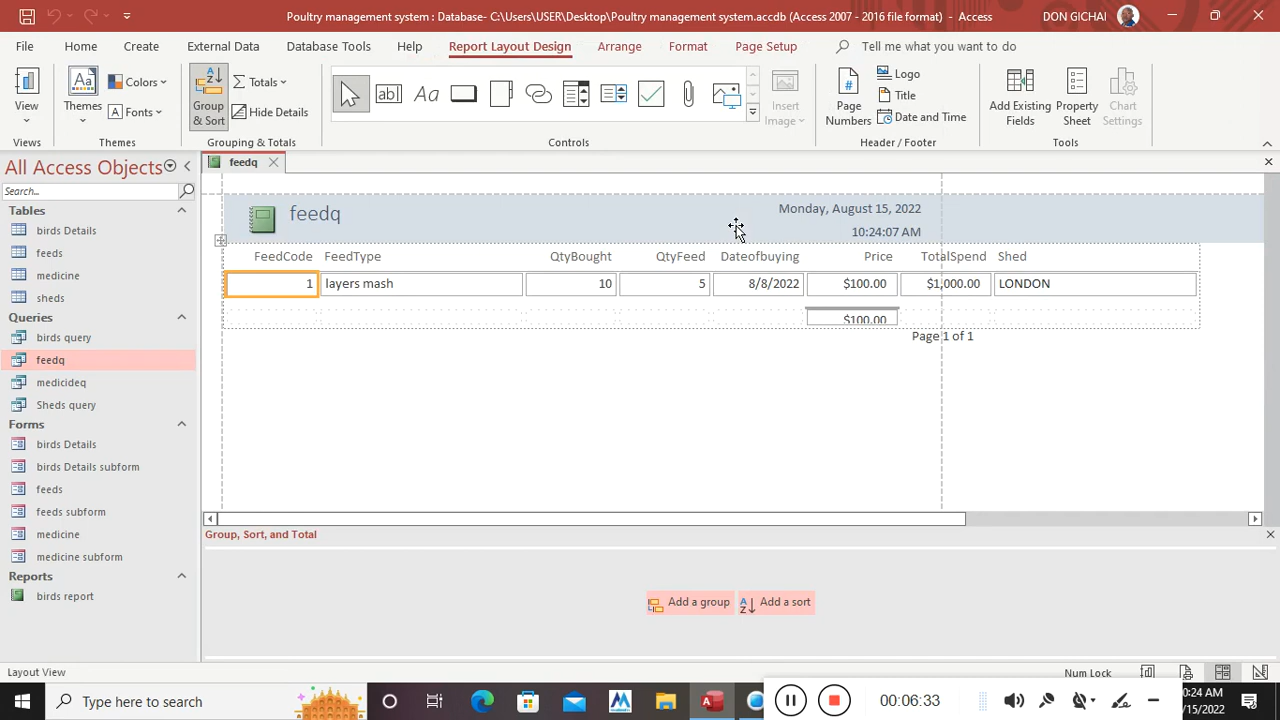 Poultry management system : Database- C:\Users\USER\Desktop\Poultry management system.accdb (Access 2007 - 2016 file format) - Access
DON GICHAI
File Home Create External Data Database Tools Help Report Layout Design Arrange Format Page Setup Tell me what you want to do
View
Themes
Colors
Fonts
Group & Sort
Totals
Hide Details
Aa
Insert Image
Page Numbers
Logo
Title
Date and Time
Add Existing Fields
Property Sheet
Chart Settings
Views Themes Grouping & Totals Controls Header / Footer Tools
All Access Objects
Search...
Tables
birds Details
feeds
medicine
sheds
Queries
birds query
feedq
medicideq
Sheds query
Forms
birds Details
birds Details subform
feeds
feeds subform
medicine
medicine subform
Reports
birds report
feedq
feedq
Monday, August 15, 2022
10:24:07 AM
FeedCode FeedType QtyBought QtyFeed Dateofbuying Price TotalSpend Shed
1 layers mash 10 5 8/8/2022 $100.00 $1,000.00 LONDON
$100.00
Page 1 of 1
Group, Sort, and Total
Add a group
Add a sort
Layout View
Num Lock
Type here to search
00:06:33
0:24 AM
/15/2022